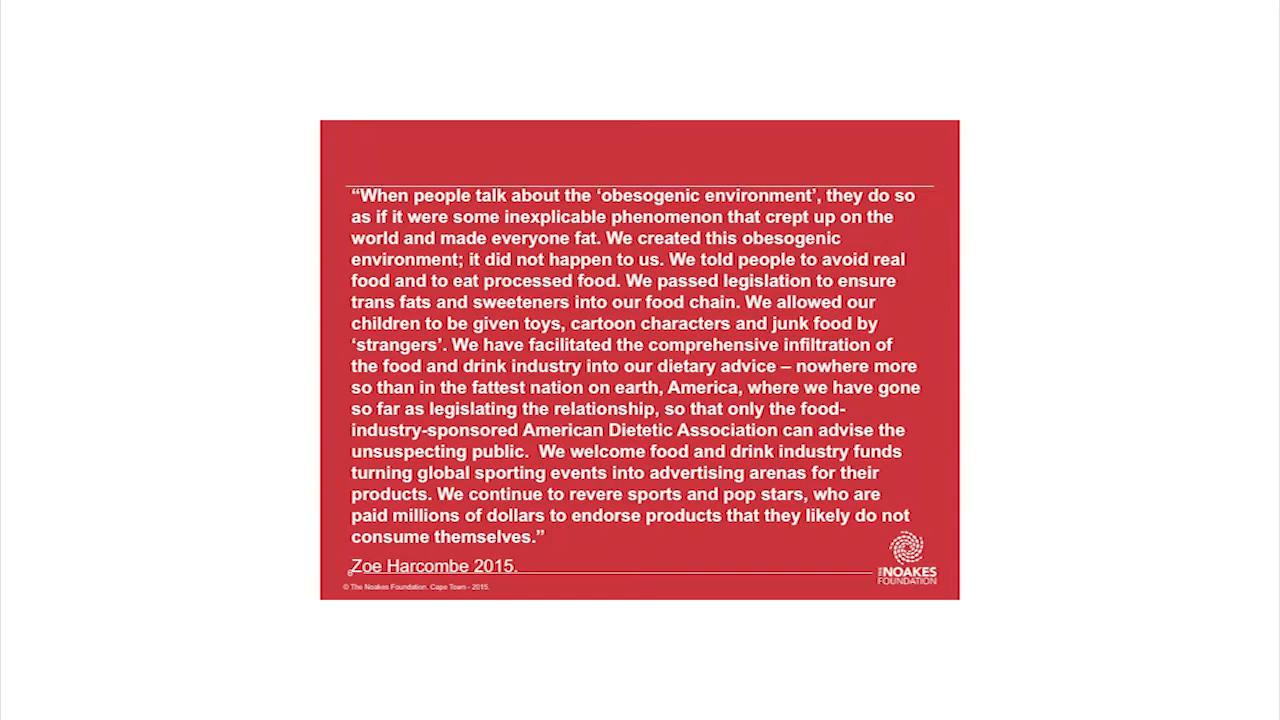 “When people talk about the ‘obesogenic environment’, they do so
as if it were some inexplicable phenomenon that crept up on the
world and made everyone fat. We created this obesogenic
environment; it did not happen to us. We told people to avoid real
food and to eat processed food. We passed legislation to ensure
trans fats and sweeteners into our food chain. We allowed our
children to be given toys, cartoon characters and junk food by
‘strangers’. We have facilitated the comprehensive infiltration of
the food and drink industry into our dietary advice – nowhere more
so than in the fattest nation on earth, America, where we have gone
so far as legislating the relationship, so that only the food-
industry-sponsored American Dietetic Association can advise the
unsuspecting public.  We welcome food and drink industry funds
turning global sporting events into advertising arenas for their
products. We continue to revere sports and pop stars, who are
paid millions of dollars to endorse products that they likely do not
consume themselves.”
Zoe Harcombe 2015.
© The Noakes Foundation. Cape Town - 2015.
THE NOAKES
FOUNDATION